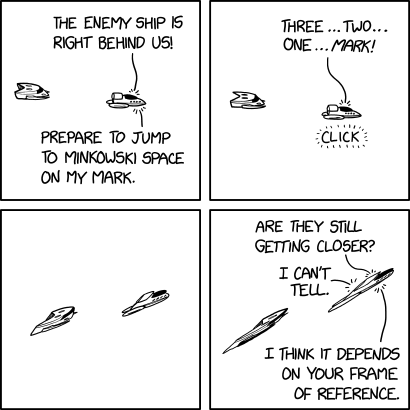 THE ENEMY SHIP IS
RIGHT BEHIND US!
PREPARE TO JUMP
TO MINKOWSKI SPACE
ON MY MARK.
THREE...TWO...
ONE...MARK!
CLICK
ARE THEY STILL
GETTING CLOSER?
I CAN'T
TELL.
I THINK IT DEPENDS
ON YOUR FRAME
OF REFERENCE.